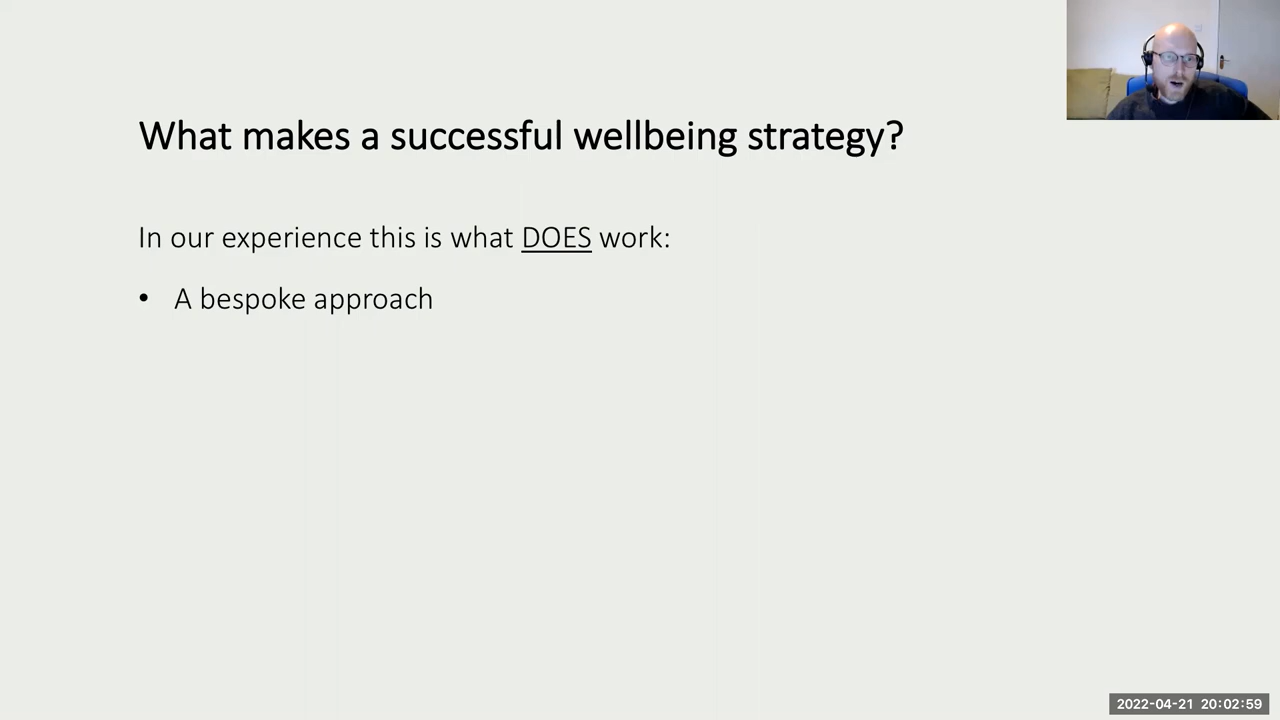 What makes a successful wellbeing strategy?
In our experience this is what DOES work:
• A bespoke approach
2022-04-21 20:02:59